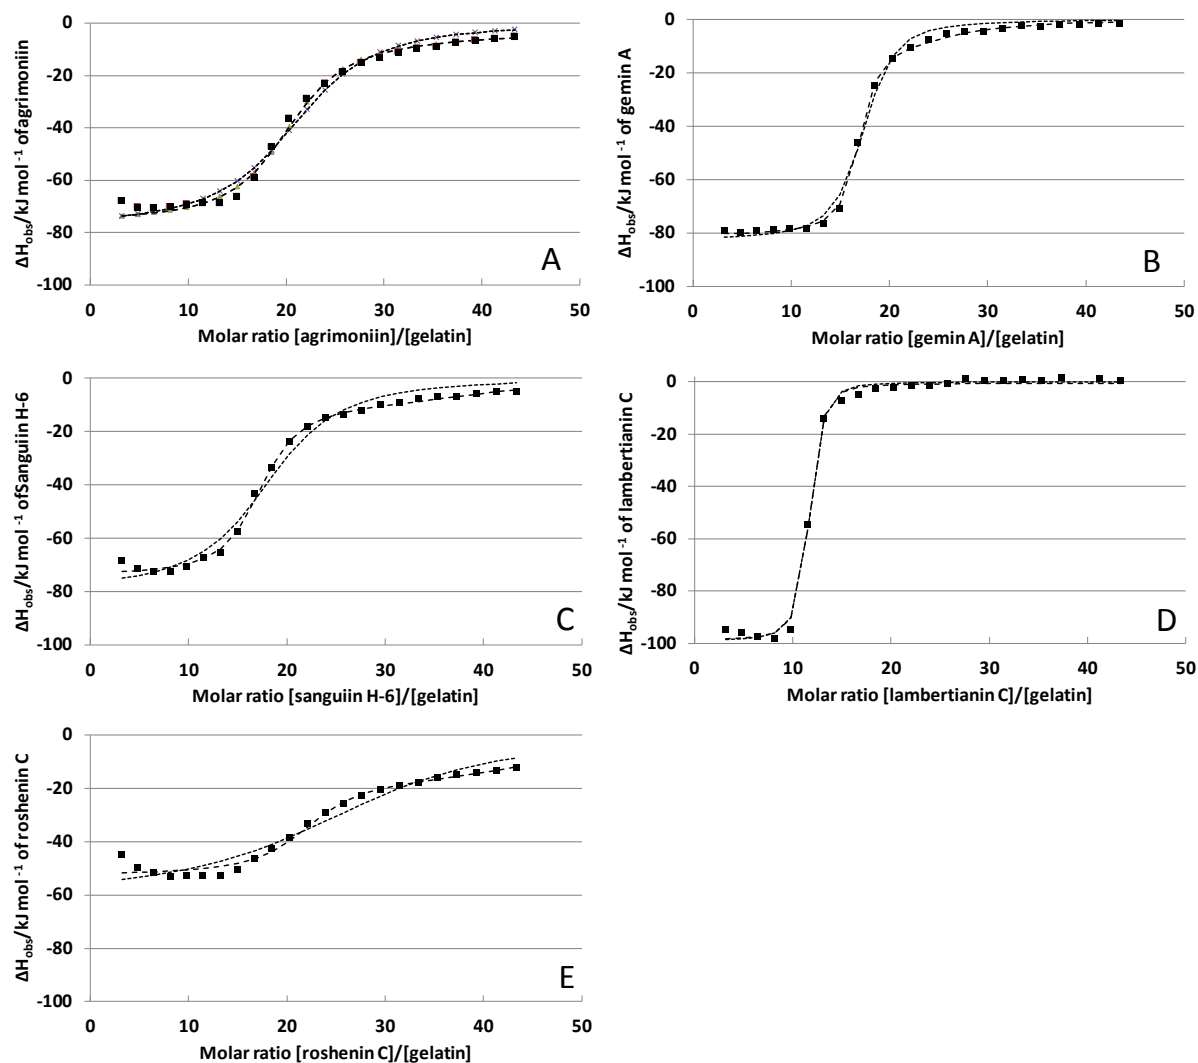 0
-20
-40
-60
-80
-100
ΔHobs/kJ mol -1 ofagrimoniin
A
0 10 20 30 40 50
Molar ratio [agrimoniin]/[gelatin]
0
-20
-40
-60
-80
-100
ΔHobs/kJ mol -1 of gemin A
B
0 10 20 30 40 50
Molar ratio [gemin A]/[gelatin]
0
-20
-40
-60
-80
-100
ΔHobs/kJ mol -1 ofSanguiin H-6
C
0 10 20 30 40 50
Molar ratio [sanguiin H-6]/[gelatin]
0
-20
-40
-60
-80
-100
ΔHobs/kJ mol -1 of lambertianin C
D
0 10 20 30 40 50
Molar ratio [lambertianin C]/[gelatin]
0
-20
-40
-60
-80
-100
ΔHobs/kJ mol -1 of roshenin C
E
0 10 20 30 40 50
Molar ratio [roshenin C]/[gelatin]